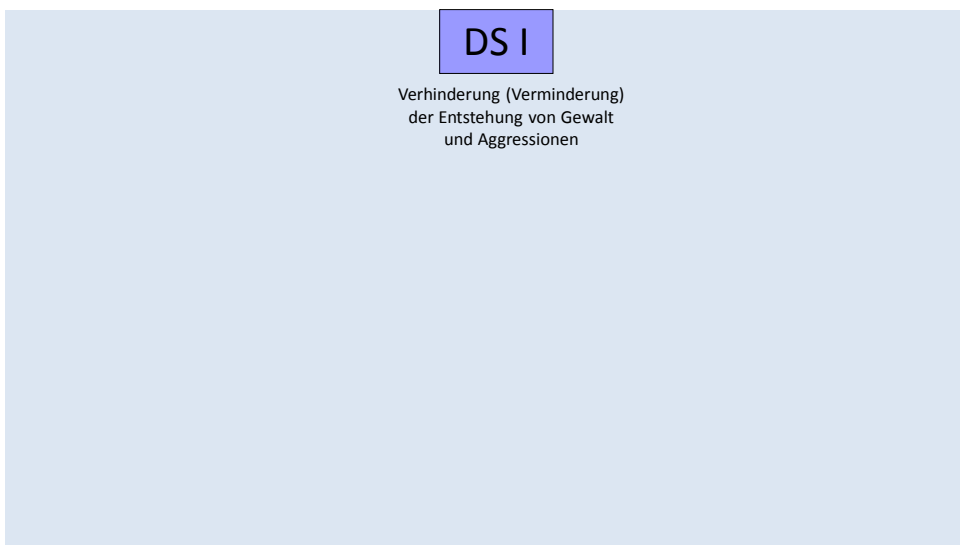 DS I
Verhinderung (Verminderung)
der Entstehung von Gewalt
und Aggressionen